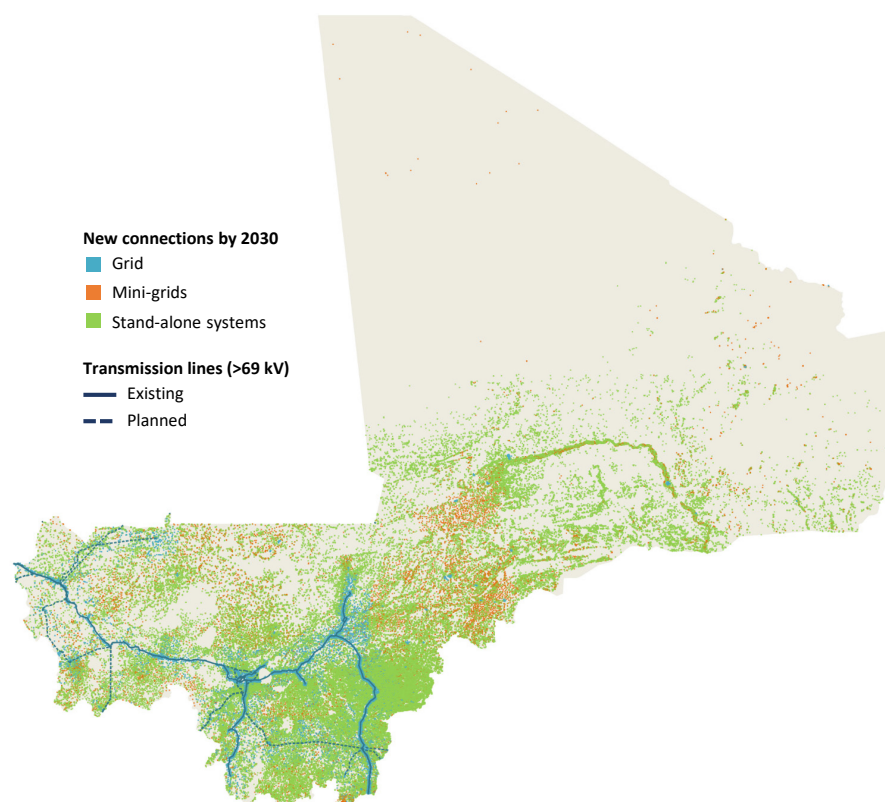 New connections by 2030
Grid
Mini-grids
Stand-alone systems
Transmission lines (>69 kV)
Existing
Planned